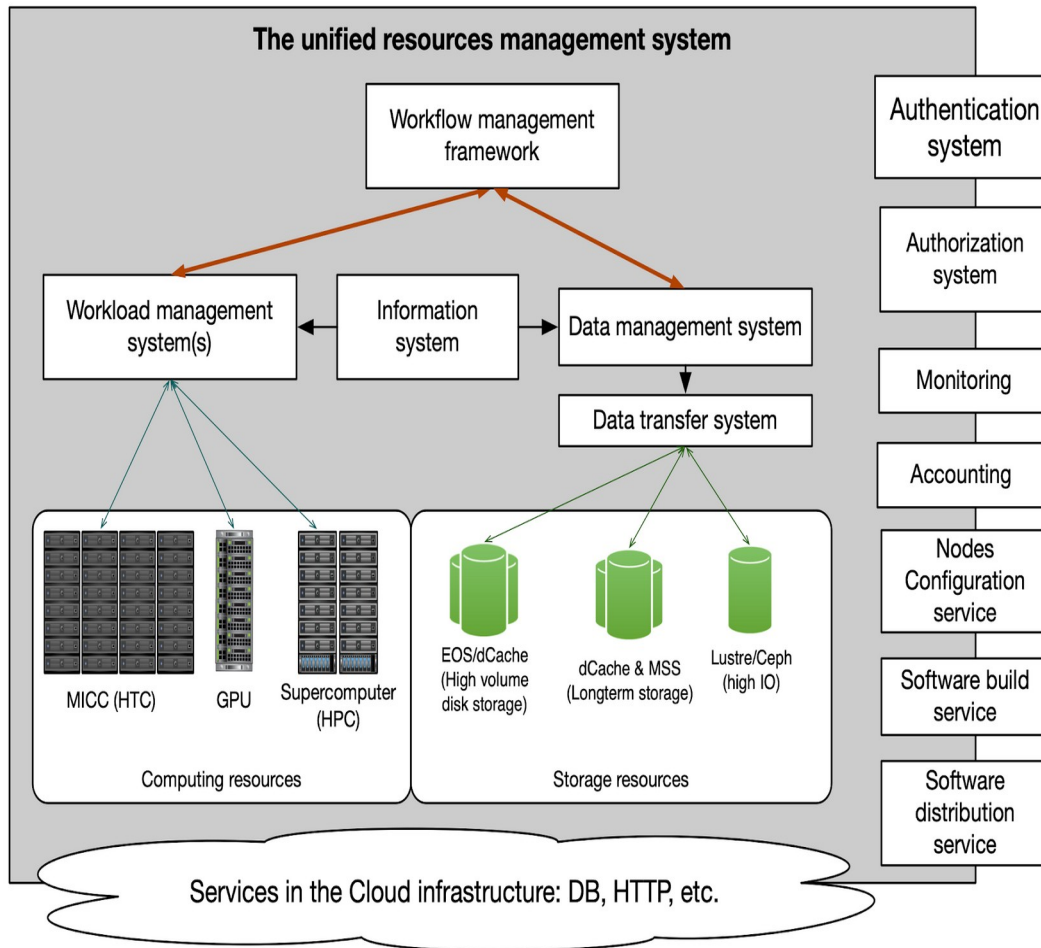 The unified resources management system
Workflow management
framework
Authentication
system
Authorization
system
Workload management
system(s)
Information
system
Data management system
Monitoring
Data transfer system
Accounting
Nodes
Configuration
service
MICC (HTC)
GPU
Supercomputer
(HPC)
EOS/dCache
(High volume
disk storage)
dCache & MSS
(Longterm storage)
Lustre/Ceph
(high IO)
Software build
service
Computing resources
Storage resources
Software
distribution
service
Services in the Cloud infrastructure: DB, HTTP, etc.